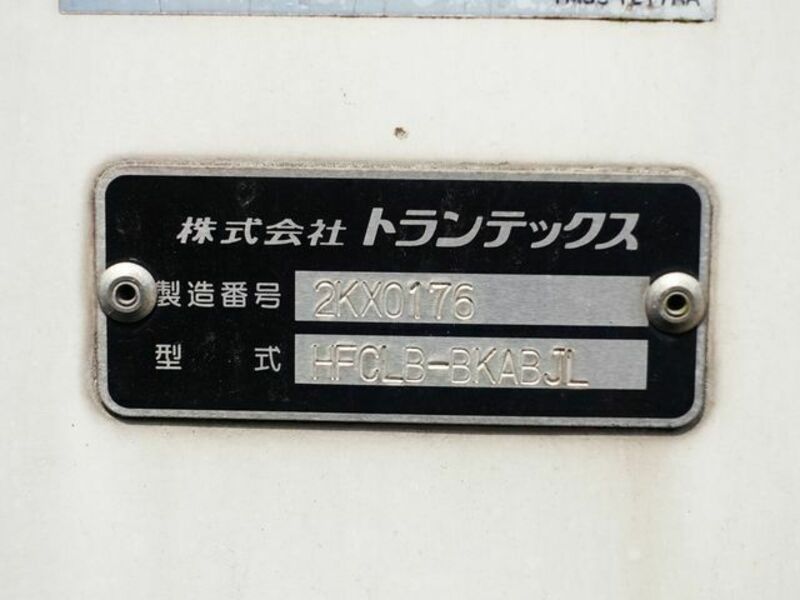 株式会社 トランテックス
製造番号 2KX0176
型 式 HFCLB-BKABJL